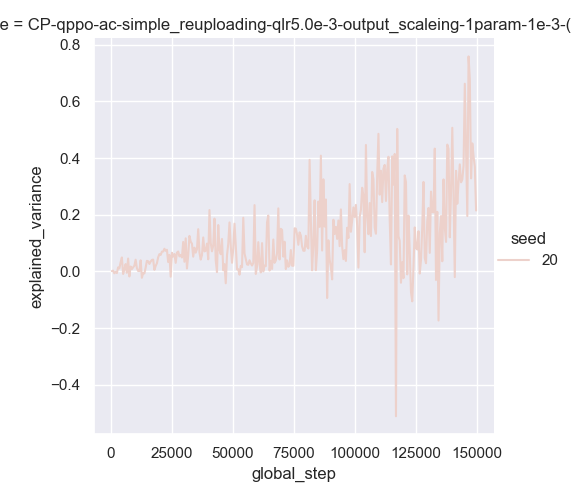 e = CP-qppo-ac-simple_reuploading-qlr5.0e-3-output_scaleing-1param-1e-3-(
0.8
0.6
0.4
0.2
0.0
−0.2
−0.4
explained_variance
0 25000 50000 75000 100000 125000 150000
global_step
seed
20